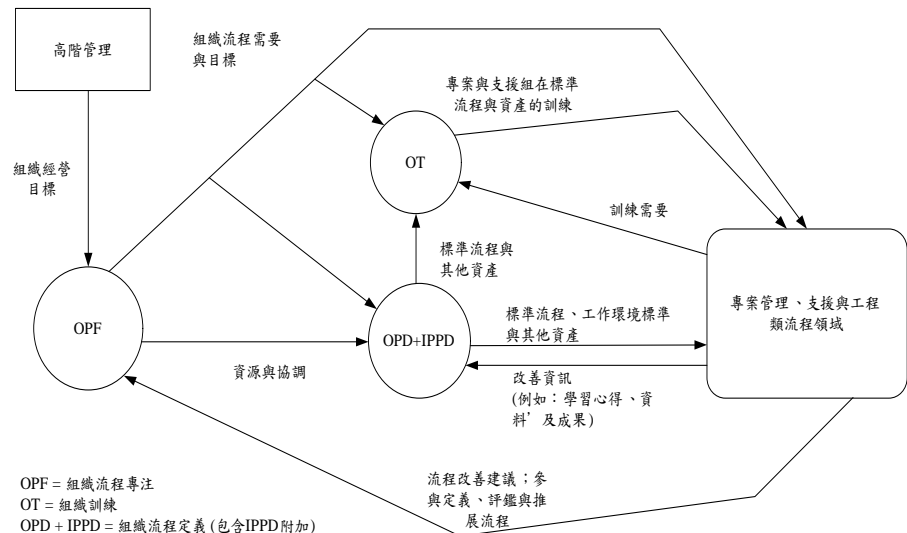 高階管理
組織流程需要
與目標
專案與支援組在標準
流程與資產的訓練
OT
組織經營
目標
訓練需要
標準流程與
其他資產
OPF
OPD+IPPD
標準流程、工作環境標準
與其他資產
專案管理、支援與工程
類流程領域
資源與協調
改善資訊
(例如：學習心得、資
料’及成果)
流程改善建議；參
與定義、評鑑與推
展流程
OPF = 組織流程專注
OT = 組織訓練
OPD + IPPD = 組織流程定義 (包含IPPD附加)